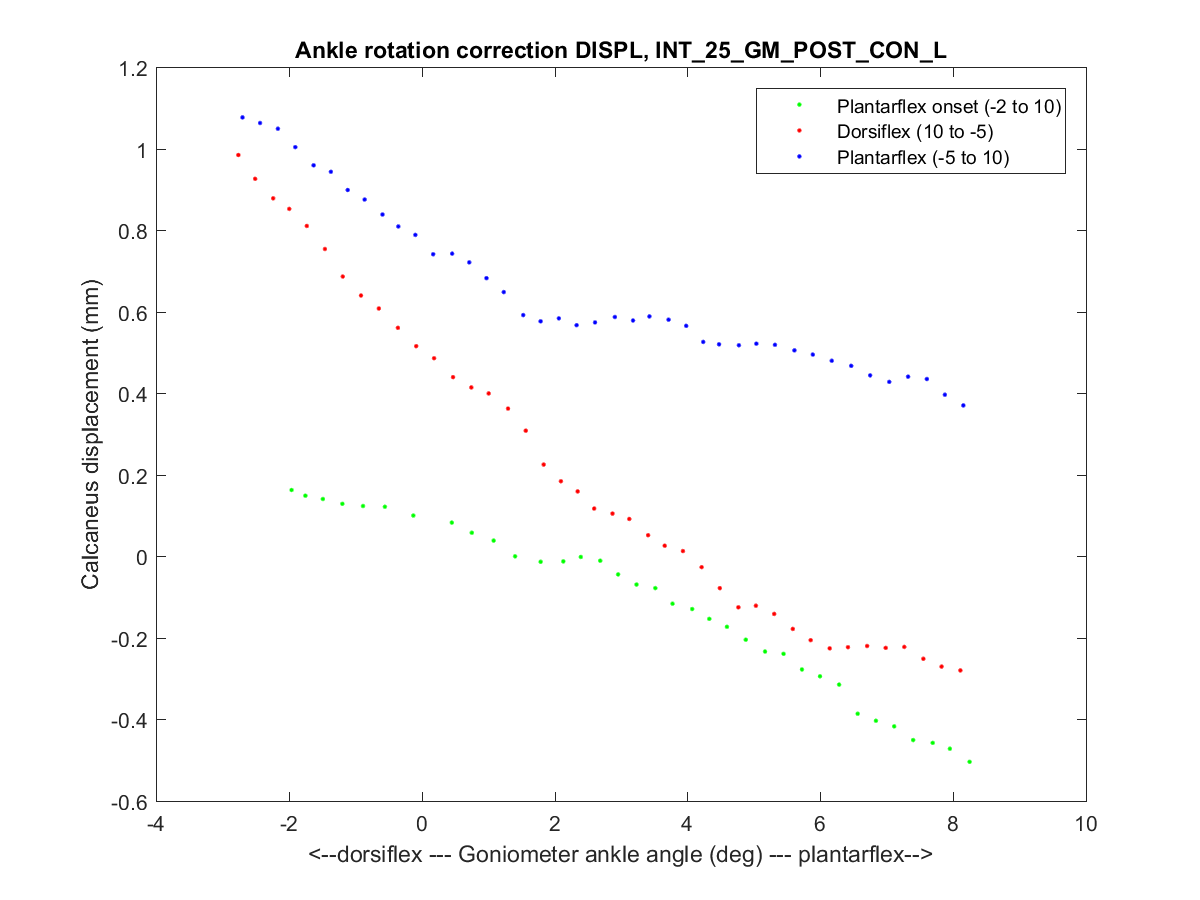 Ankle rotation correction DISPL, INT_25_GM_POST_CON_L
1.2
1
0.8
0.6
0.4
0.2
0
-0.2
-0.4
-0.6
Calcaneus displacement (mm)
Plantarflex onset (-2 to 10)
Dorsiflex (10 to -5)
Plantarflex (-5 to 10)
-4 -2 0 2 4 6 8 10
<--dorsiflex --- Goniometer ankle angle (deg) --- plantarflex-->